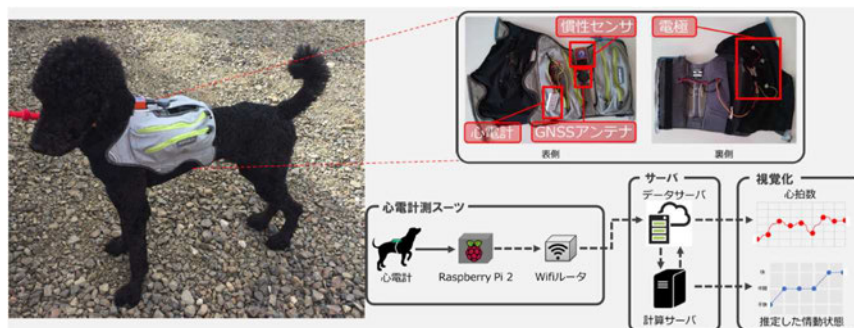 慣性センサ
電極
心電計
GNSSアンテナ
表側
裏側
心電計測スーツ
心電計
Raspberry Pi 2
Wifiルータ
サーバ
データサーバ
計算サーバ
視覚化
心拍数
推定した情動状態